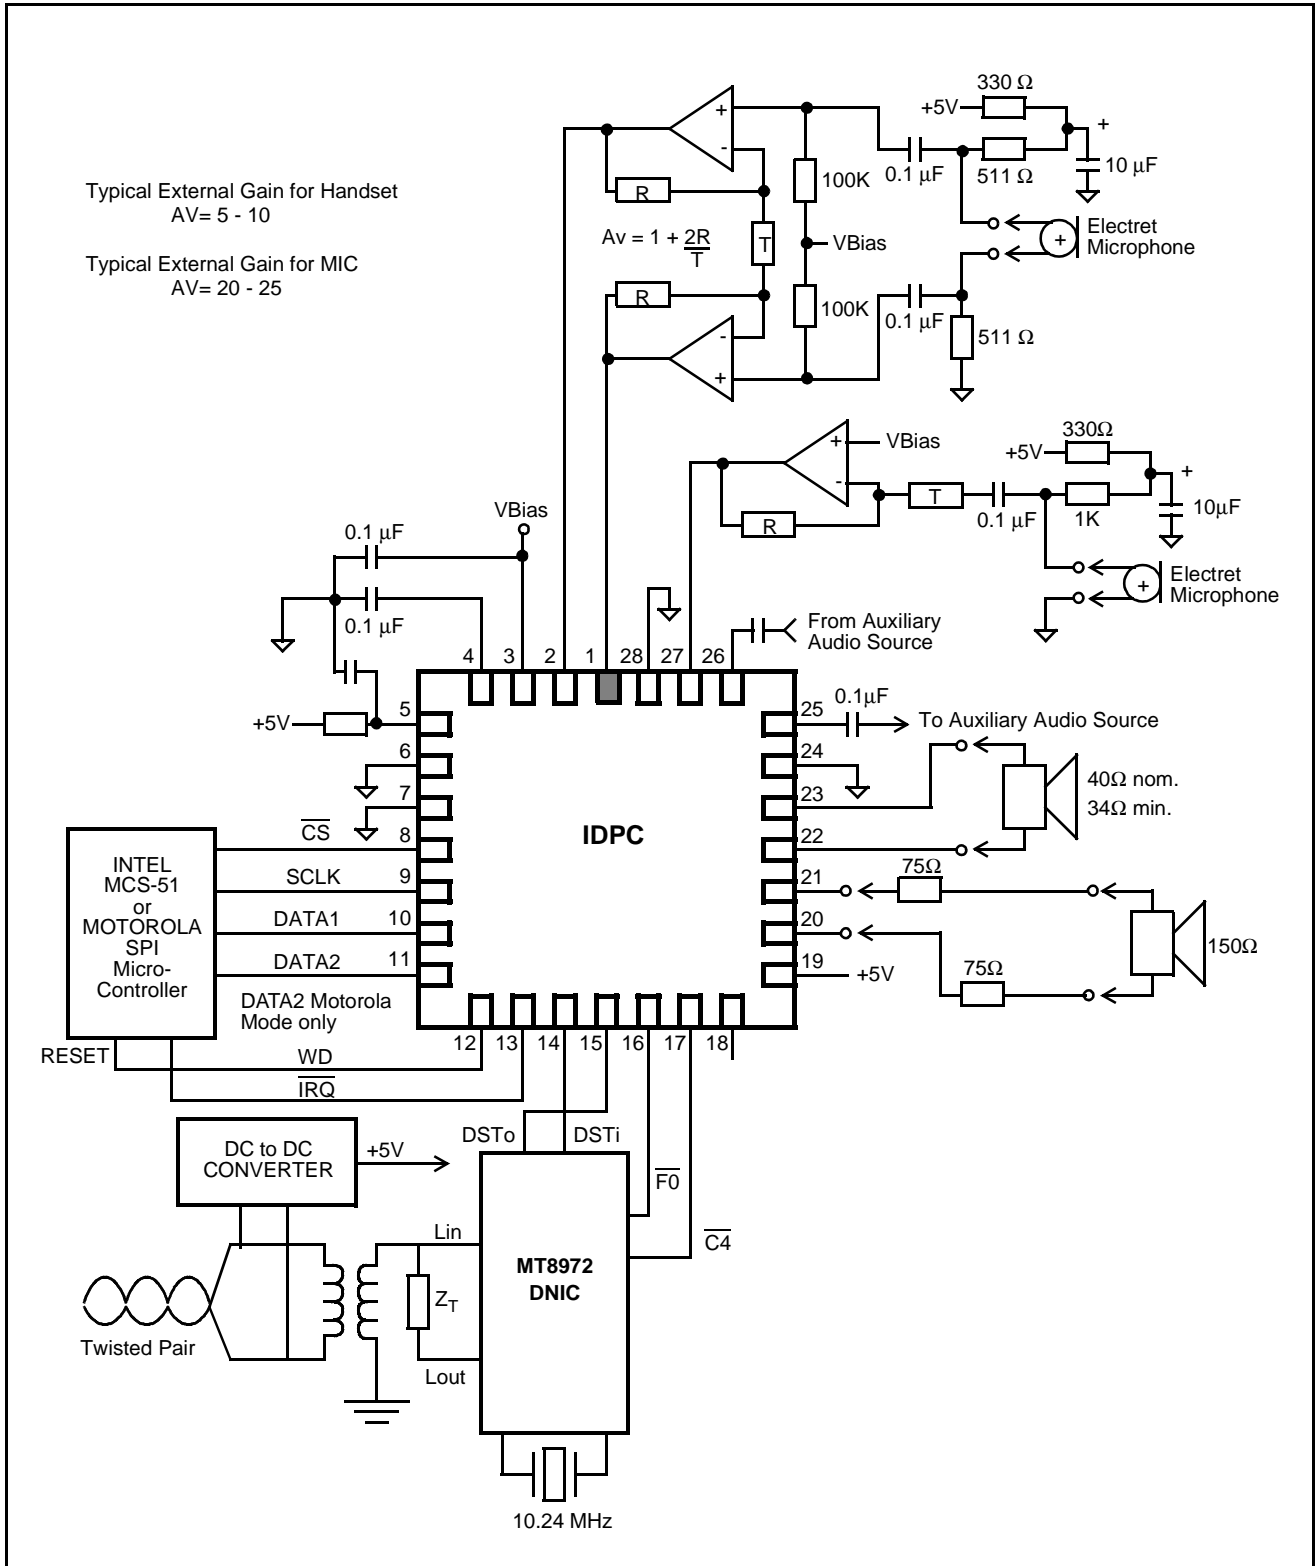 330 Ω
+5V
+
0.1 μF
511 Ω
10 μF
+
-
100K
R
Typical External Gain for Handset
AV= 5 - 10
Av = 1 + 2R
T
T
VBias
Electret
Microphone
+
Typical External Gain for MIC
AV= 20 - 25
R
100K
0.1 μF
511 Ω
-
+
+
VBias
-
330Ω
+5V
+
R
T
0.1 μF
1K
10μF
VBias
0.1 μF
0.1 μF
Electret
Microphone
+
From Auxiliary
Audio Source
4 3 2 1 28 27 26
+5V
5
6
7
25
0.1μF
To Auxiliary Audio Source
24
23
22
40Ω nom.
34Ω min.
IDPC
INTEL
MCS-51
or
MOTOROLA
SPI
Micro-
Controller
CS
8
SCLK
9
DATA1
10
DATA2
11
DATA2 Motorola
Mode only
21
75Ω
20
75Ω
150Ω
19
+5V
12 13 14 15 16 17 18
RESET
WD
IRQ
DC to DC
CONVERTER
+5V
DSTo
DSTi
F0
C4
Lin
MT8972
DNIC
ZT
Twisted Pair
Lout
10.24 MHz